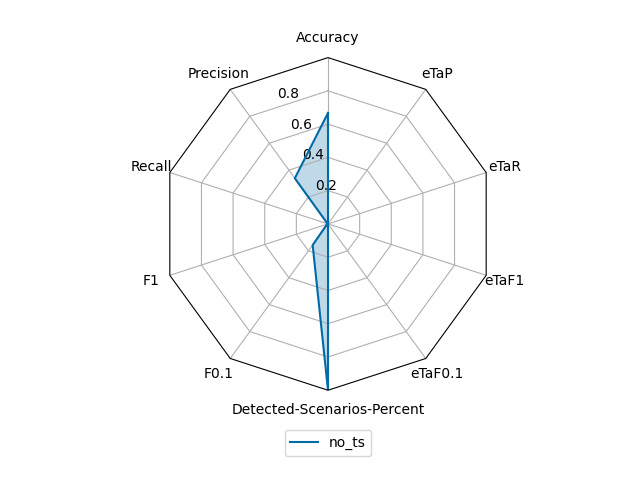 Accuracy
Precision
eTaP
0.8
0.6
0.4
0.2
Recall
eTaR
F1
eTaF1
F0.1
eTaF0.1
Detected-Scenarios-Percent
no_ts